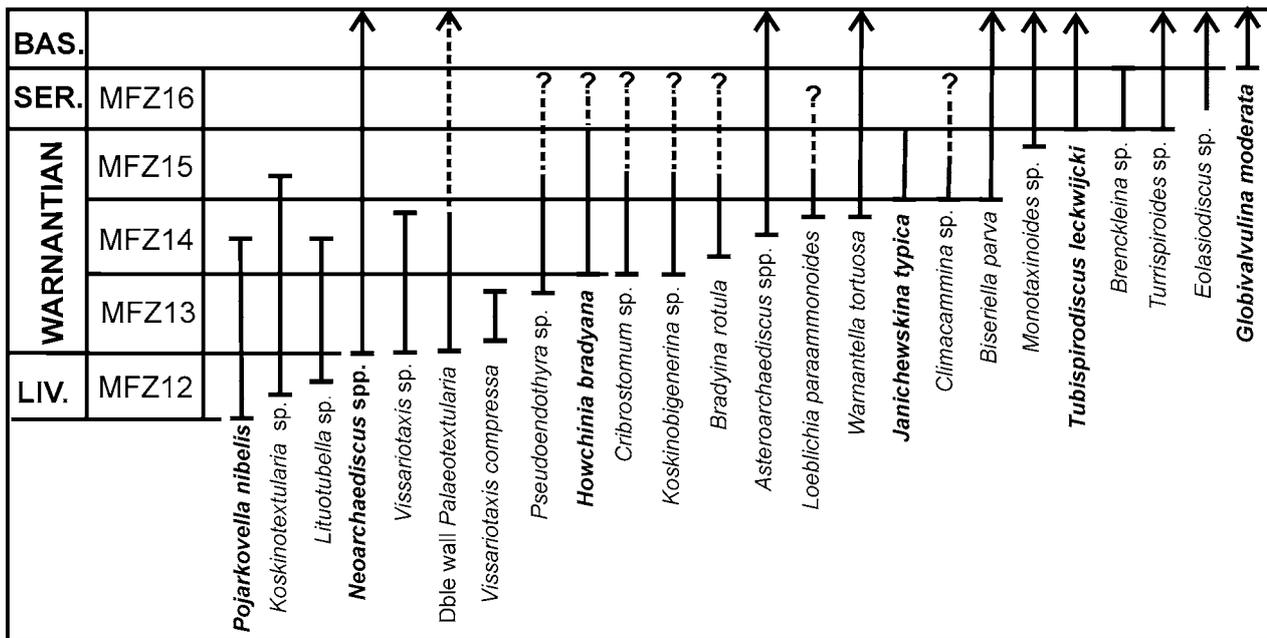 BAS.
SER.
WARNANTIAN
LIV.
MFZ16
MFZ15
MFZ14
MFZ13
MFZ12
?
?
?
?
?
?
?
Pojarkovella nibelis
Koskinotextularia sp.
Lituotubella sp.
Neoarchaediscus spp.
Vissariotaxis sp.
Dble wall Palaeotextularia
Vissariotaxis compressa
Pseudoendothyra sp.
Howchinia bradyana
Cribrostomum sp.
Koskinobigenerina sp.
Bradyina rotula
Asteroarchaediscus spp.
Loeblichia paraammonoides
Warnantella tortuosa
Janichewskina typica
Climacammina sp.
Biseriella parva
Monotaxinoides sp.
Tubispirodiscus leckwijcki
Brenckleina sp.
Turrispiroides sp.
Eolasiodiscus sp.
Globivalvulina moderata